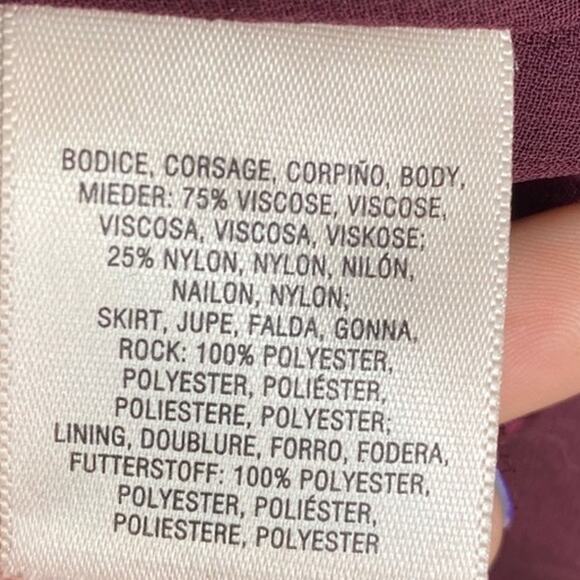 BODICE, CORSAGE, CORPIÑO, BODY,
MIEDER: 75% VISCOSE, VISCOSE,
VISCOSA, VISCOSA, VISKOSE;
25% NYLON, NYLON, NILÓN,
NAILON, NYLON;
SKIRT, JUPE, FALDA, GONNA,
ROCK: 100% POLYESTER,
POLYESTER, POLIÉSTER,
POLIESTERE, POLYESTER;
LINING, DOUBLURE, FORRO, FODERA,
FUTTERSTOFF: 100% POLYESTER,
POLYESTER, POLIÉSTER,
POLIESTERE, POLYESTER